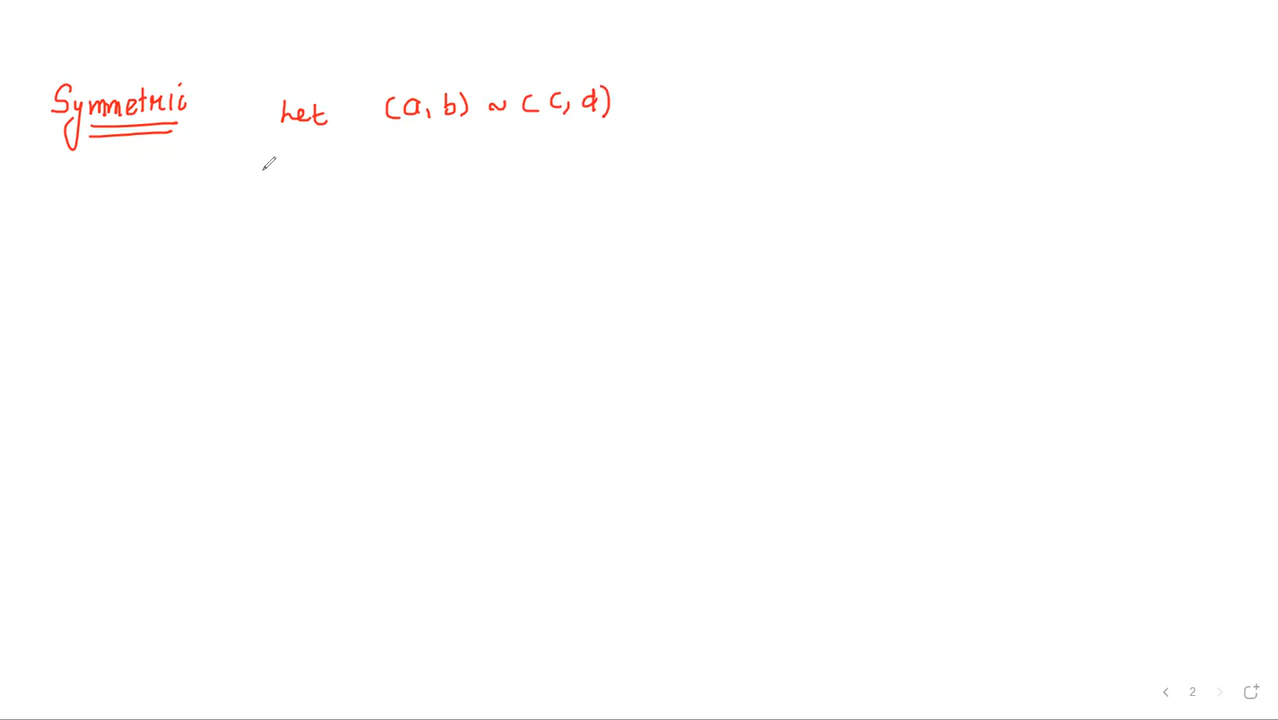 Symmetric Let (a, b) ~ (c, d)
2